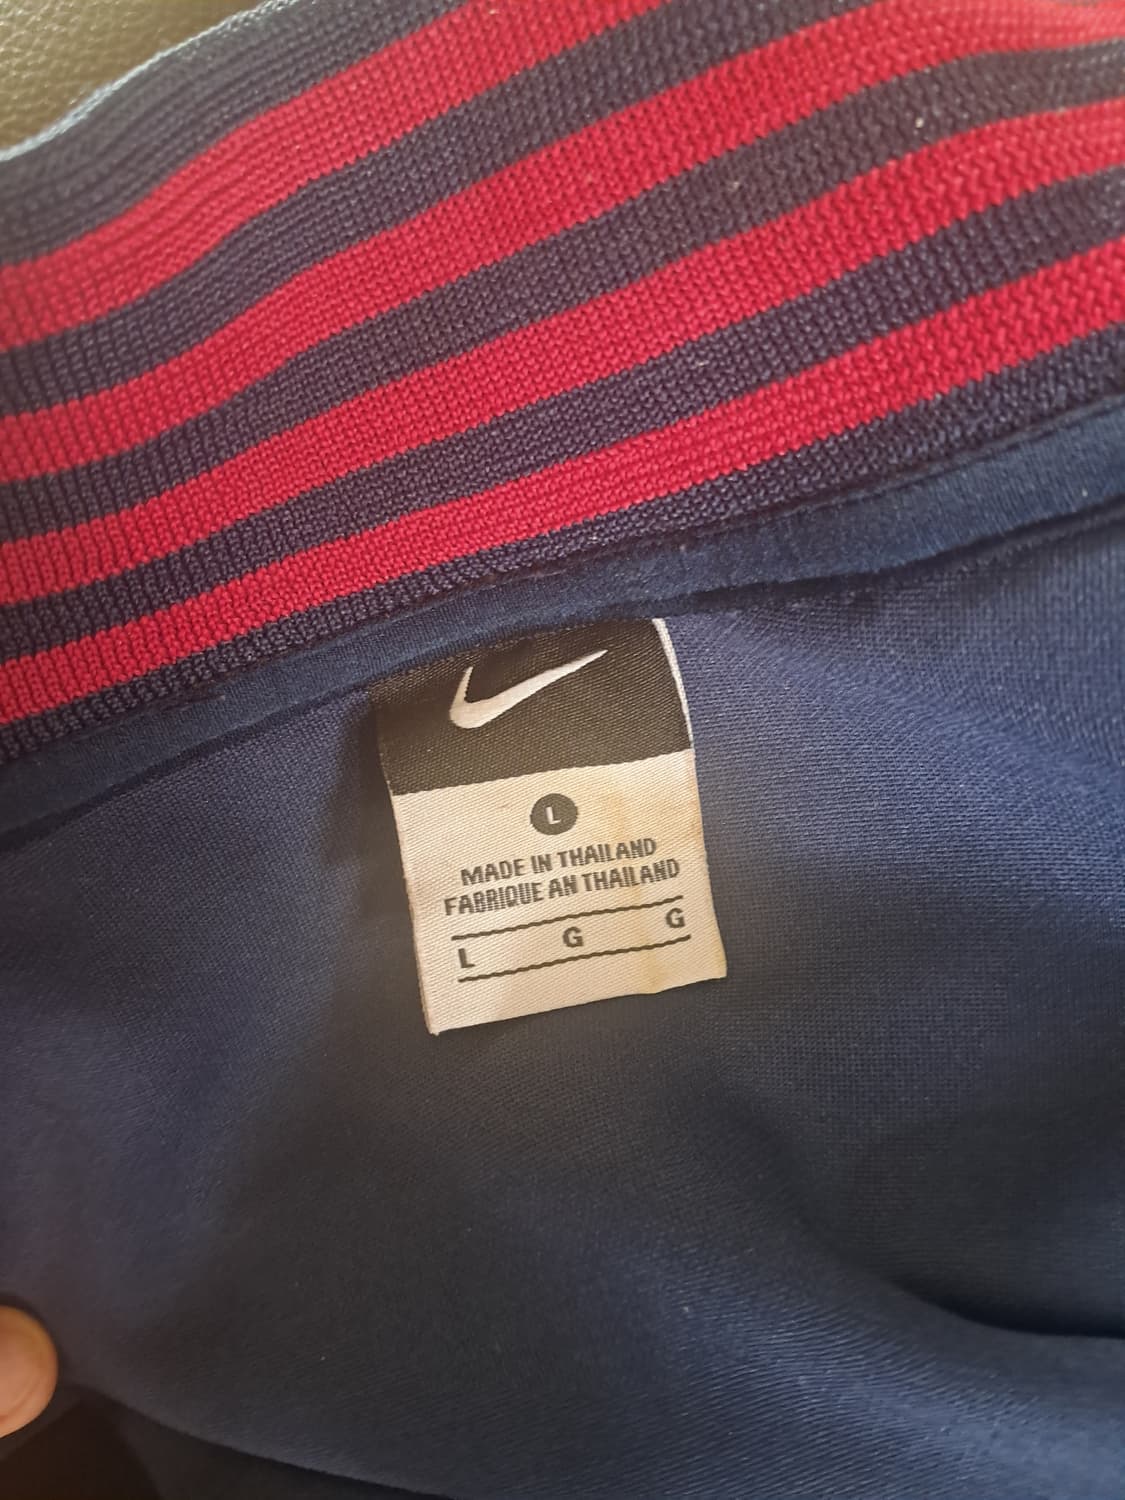 L
MADE IN THAILAND
FABRIQUE AN THAILAND
L G G